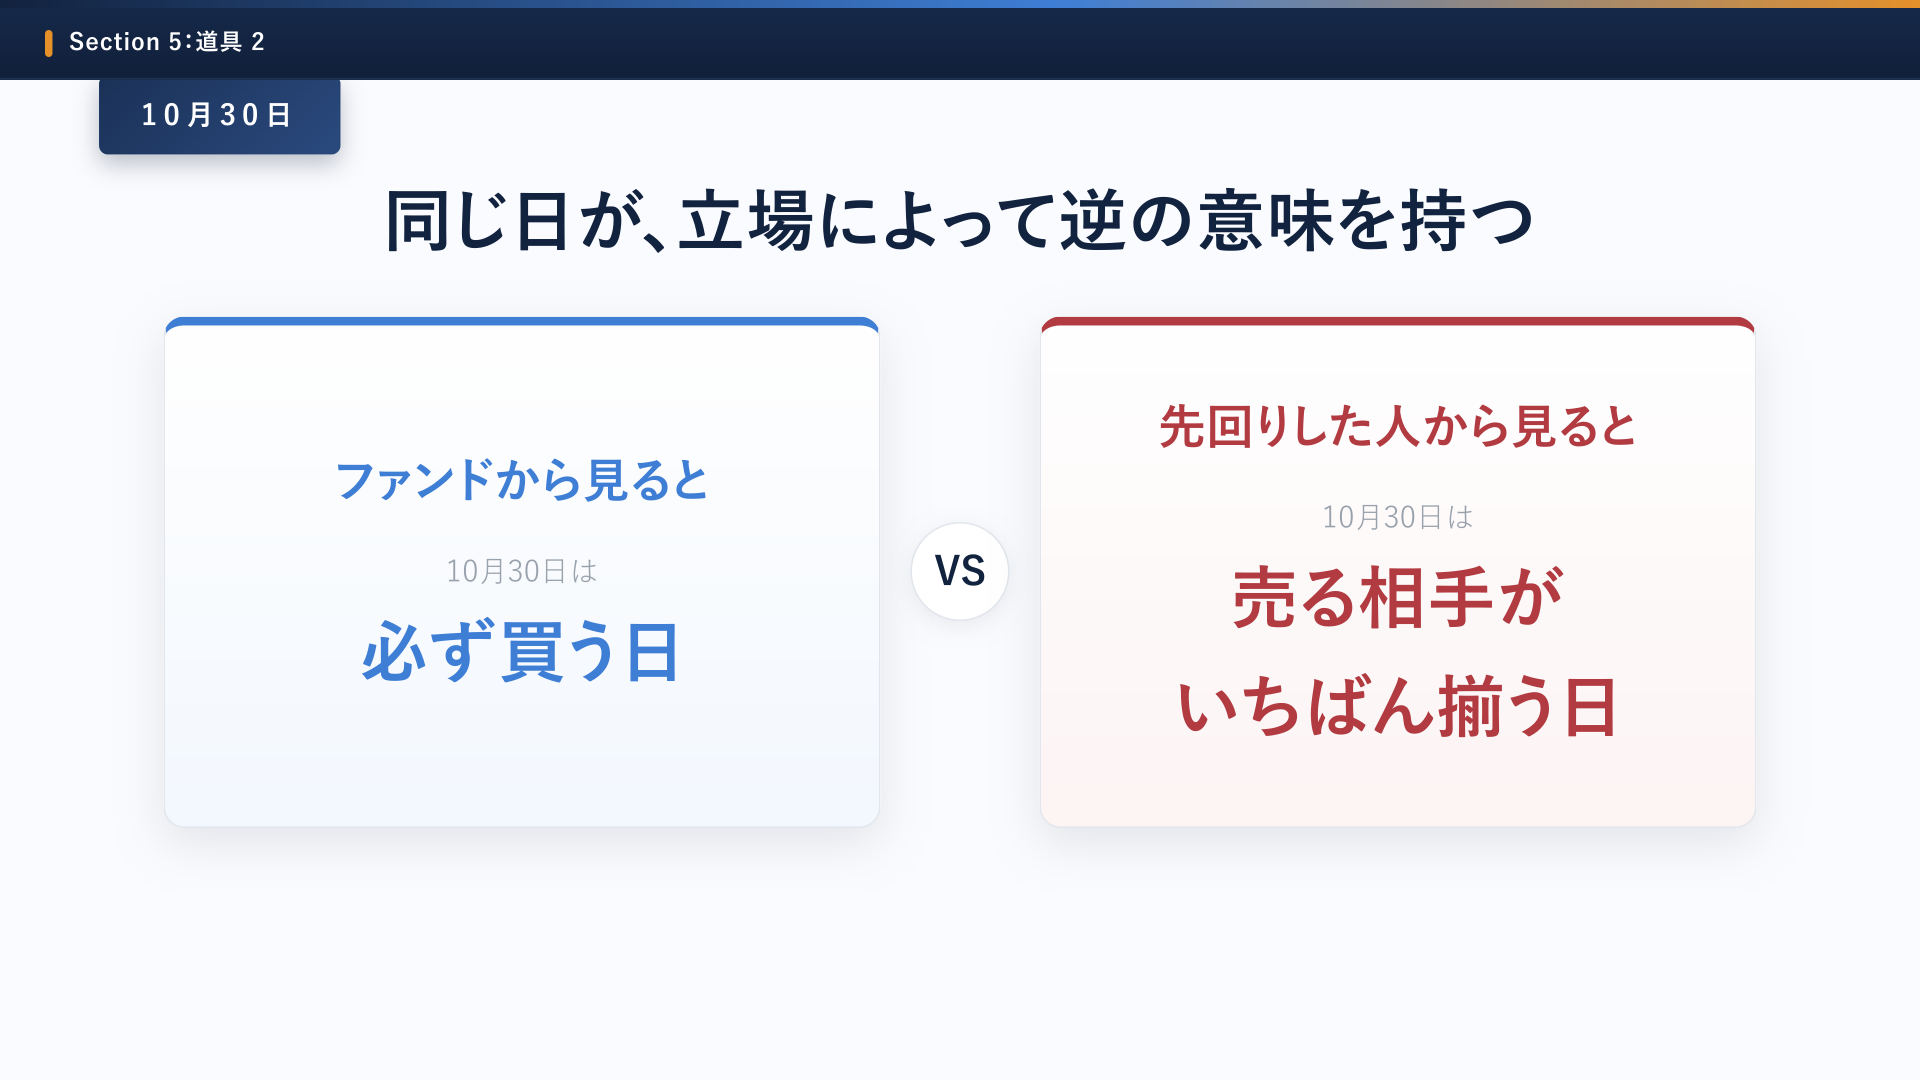 Section 5：道具 2
10月30日
同じ日が、立場によって逆の意味を持つ
ファンドから見ると
10月30日は
必ず買う日
VS
先回りした人から見ると
10月30日は
売る相手が
いちばん揃う日